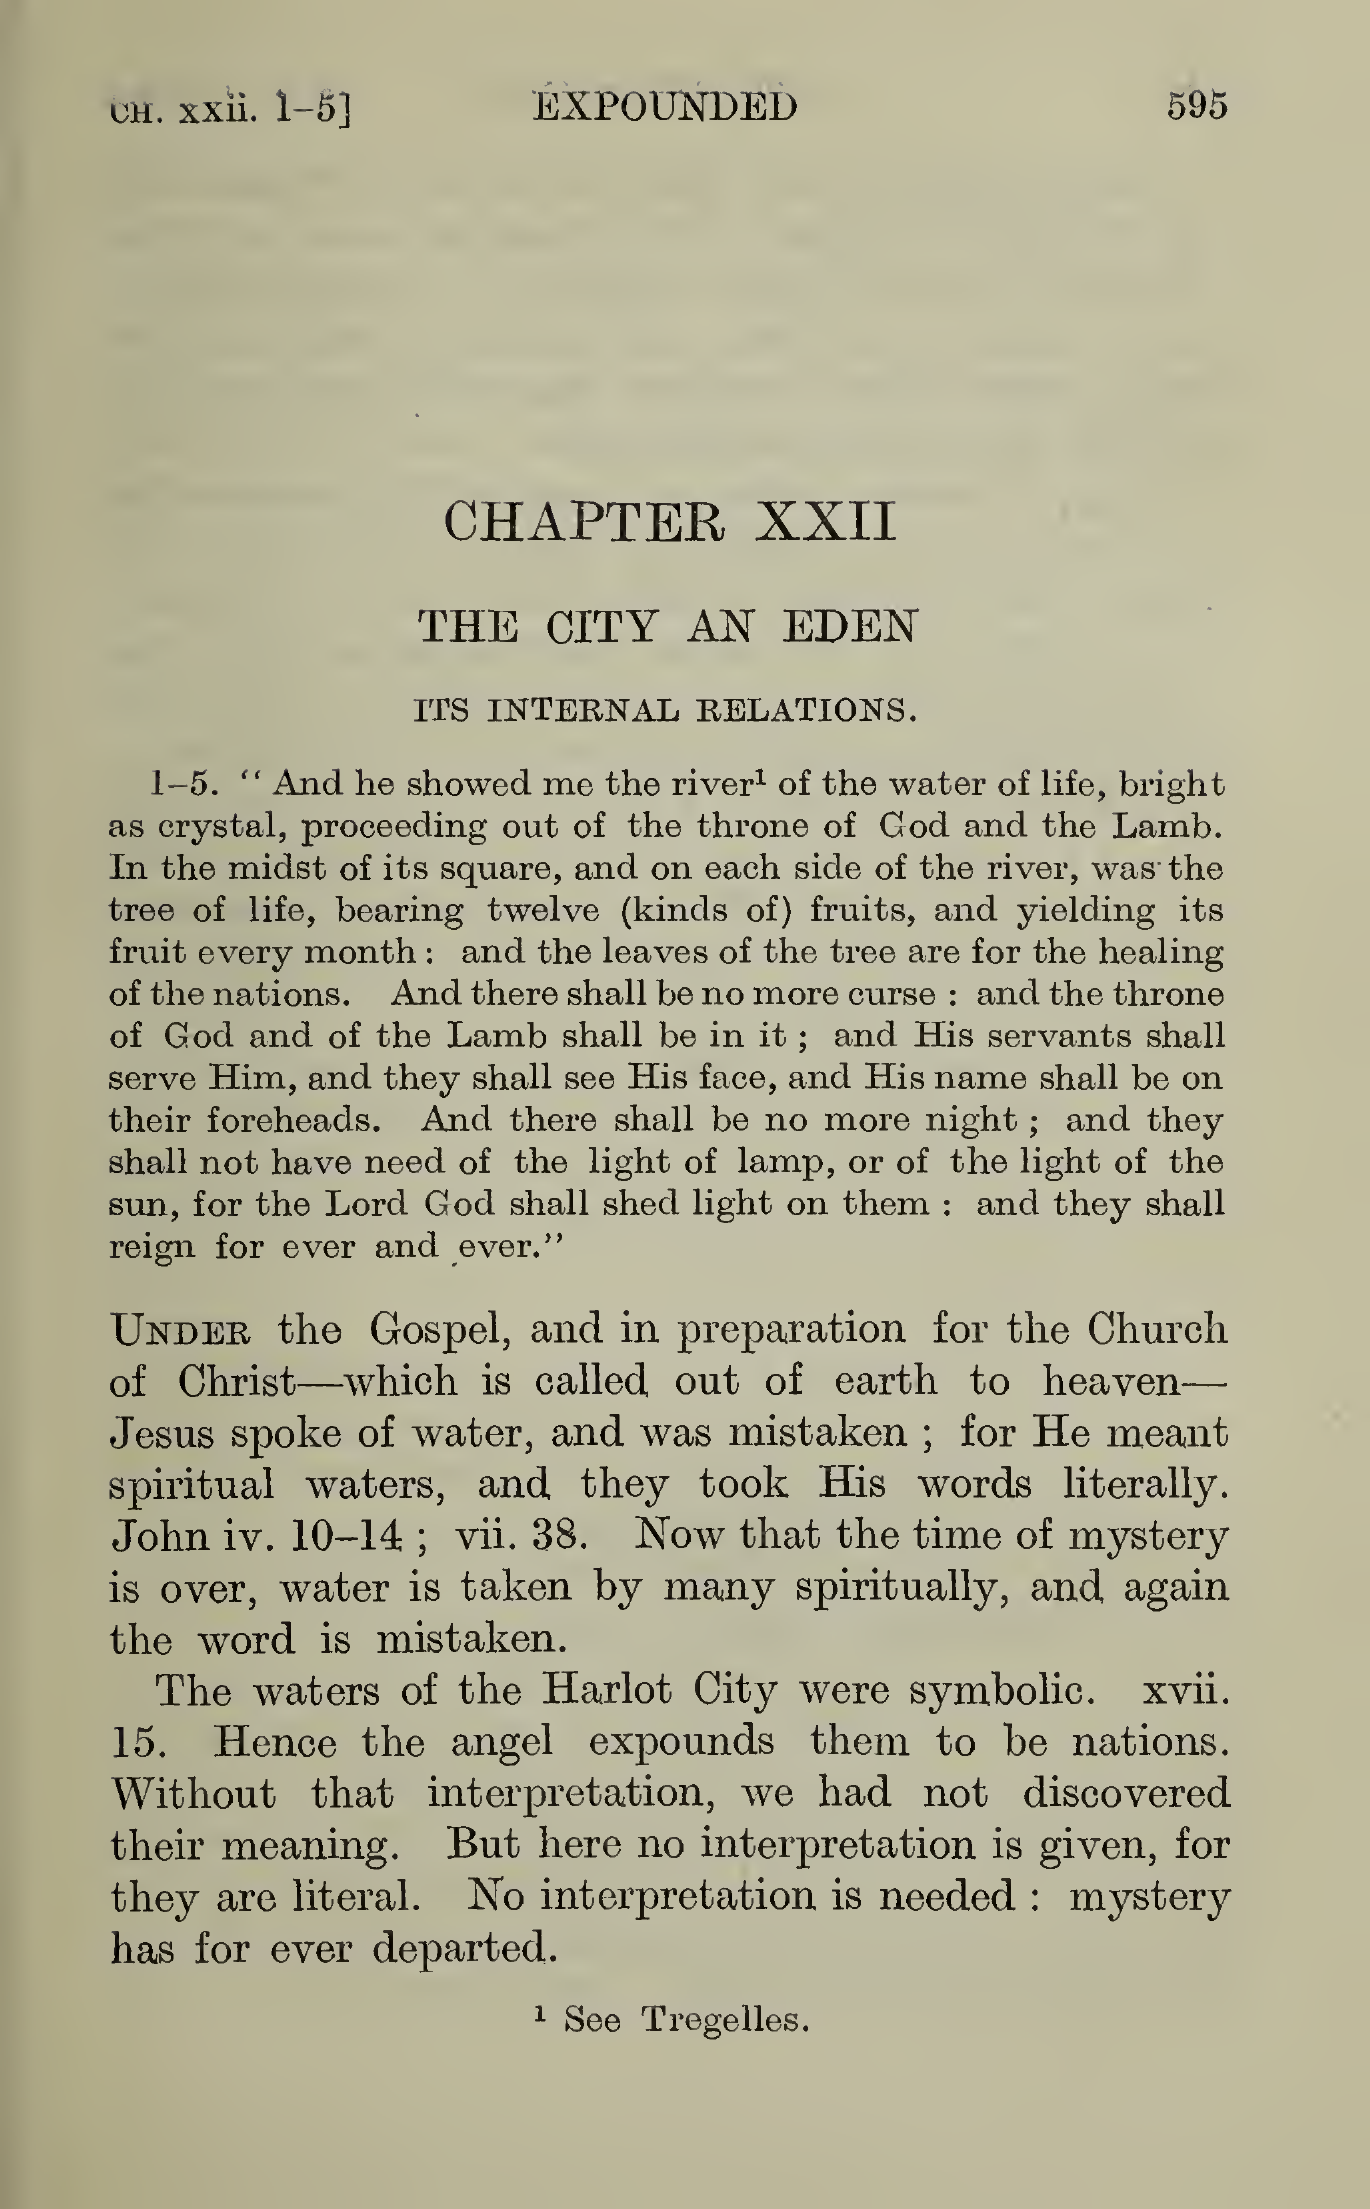 CH. xxii. 1–5] EXPOUNDED 595
CHAPTER XXII
THE CITY AN EDEN
ITS INTERNAL RELATIONS.
1–5. “ And he showed me the river¹ of the water of life, bright
as crystal, proceeding out of the throne of God and the Lamb.
In the midst of its square, and on each side of the river, was the
tree of life, bearing twelve (kinds of) fruits, and yielding its
fruit every month : and the leaves of the tree are for the healing
of the nations. And there shall be no more curse : and the throne
of God and of the Lamb shall be in it ; and His servants shall
serve Him, and they shall see His face, and His name shall be on
their foreheads. And there shall be no more night ; and they
shall not have need of the light of lamp, or of the light of the
sun, for the Lord God shall shed light on them : and they shall
reign for ever and ever.”
UNDER the Gospel, and in preparation for the Church
of Christ—which is called out of earth to heaven—
Jesus spoke of water, and was mistaken ; for He meant
spiritual waters, and they took His words literally.
John iv. 10–14 ; vii. 38. Now that the time of mystery
is over, water is taken by many spiritually, and again
the word is mistaken.
The waters of the Harlot City were symbolic. xvii.
15. Hence the angel expounds them to be nations.
Without that interpretation, we had not discovered
their meaning. But here no interpretation is given, for
they are literal. No interpretation is needed : mystery
has for ever departed.
¹ See Tregelles.